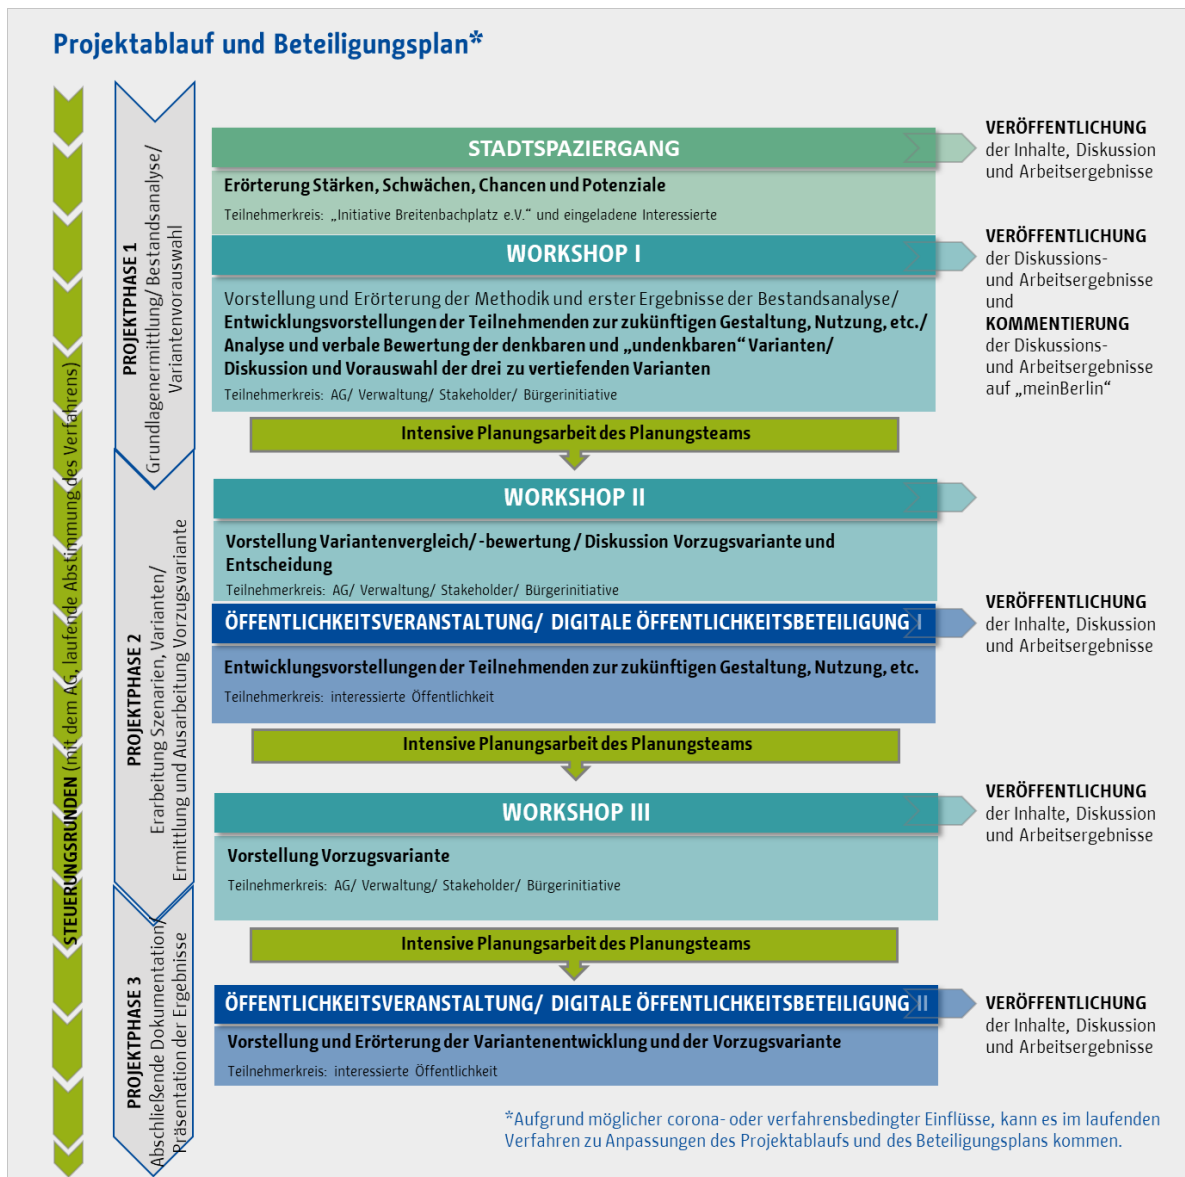 Projektablauf und Beteiligungsplan*
STEUERUNGSRUNDEN (mit dem AG, laufende Abstimmung des Verfahrens)
PROJEKTPHASE 1
Grundlagenermittlung/ Bestandsanalyse/
Variantenvorauswahl
STADTSPAZIERGANG
Erörterung Stärken, Schwächen, Chancen und Potenziale
Teilnehmerkreis: „Initiative Breitenbachplatz e.V.“ und eingeladene Interessierte
VERÖFFENTLICHUNG
der Inhalte, Diskussion
und Arbeitsergebnisse
WORKSHOP I
Vorstellung und Erörterung der Methodik und erster Ergebnisse der Bestandsanalyse/
Entwicklungsvorstellungen der Teilnehmenden zur zukünftigen Gestaltung, Nutzung, etc./
Analyse und verbale Bewertung der denkbaren und „undenkbaren“ Varianten/
Diskussion und Vorauswahl der drei zu vertiefenden Varianten
Teilnehmerkreis: AG/ Verwaltung/ Stakeholder/ Bürgerinitiative
VERÖFFENTLICHUNG
der Diskussions-
und Arbeitsergebnisse
und
KOMMENTIERUNG
der Diskussions-
und Arbeitsergebnisse
auf „meinBerlin“
Intensive Planungsarbeit des Planungsteams
PROJEKTPHASE 2
Erarbeitung Szenarien, Varianten/
Ermittlung und Ausarbeitung Vorzugsvariante
WORKSHOP II
Vorstellung Variantenvergleich/ -bewertung / Diskussion Vorzugsvariante und
Entscheidung
Teilnehmerkreis: AG/ Verwaltung/ Stakeholder/ Bürgerinitiative
ÖFFENTLICHKEITSVERANSTALTUNG/ DIGITALE ÖFFENTLICHKEITSBETEILIGUNG I
Entwicklungsvorstellungen der Teilnehmenden zur zukünftigen Gestaltung, Nutzung, etc.
Teilnehmerkreis: interessierte Öffentlichkeit
VERÖFFENTLICHUNG
der Inhalte, Diskussion
und Arbeitsergebnisse
Intensive Planungsarbeit des Planungsteams
WORKSHOP III
Vorstellung Vorzugsvariante
Teilnehmerkreis: AG/ Verwaltung/ Stakeholder/ Bürgerinitiative
VERÖFFENTLICHUNG
der Inhalte, Diskussion
und Arbeitsergebnisse
PROJEKTPHASE 3
Abschließende Dokumentation/
Präsentation der Ergebnisse
Intensive Planungsarbeit des Planungsteams
ÖFFENTLICHKEITSVERANSTALTUNG/ DIGITALE ÖFFENTLICHKEITSBETEILIGUNG II
Vorstellung und Erörterung der Variantenentwicklung und der Vorzugsvariante
Teilnehmerkreis: interessierte Öffentlichkeit
VERÖFFENTLICHUNG
der Inhalte, Diskussion
und Arbeitsergebnisse
*Aufgrund möglicher corona- oder verfahrensbedingter Einflüsse, kann es im laufenden
Verfahren zu Anpassungen des Projektablaufs und des Beteiligungsplans kommen.